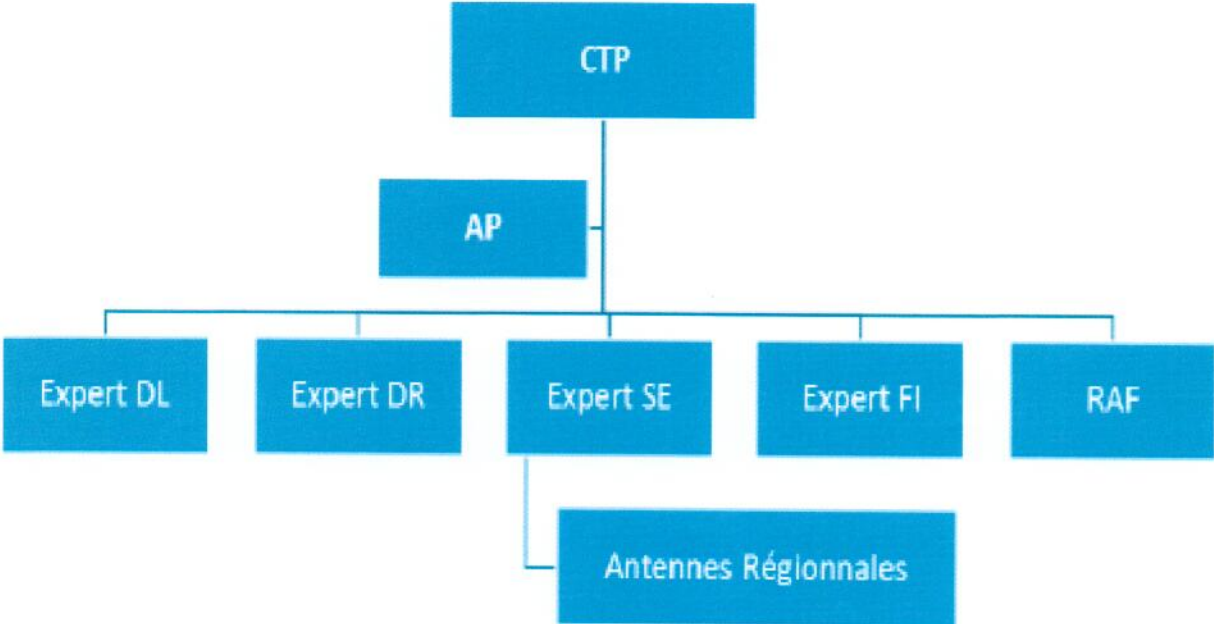 CTP
AP
Expert DL
Expert DR
Expert SE
Expert FI
RAF
Antennes Régionnales